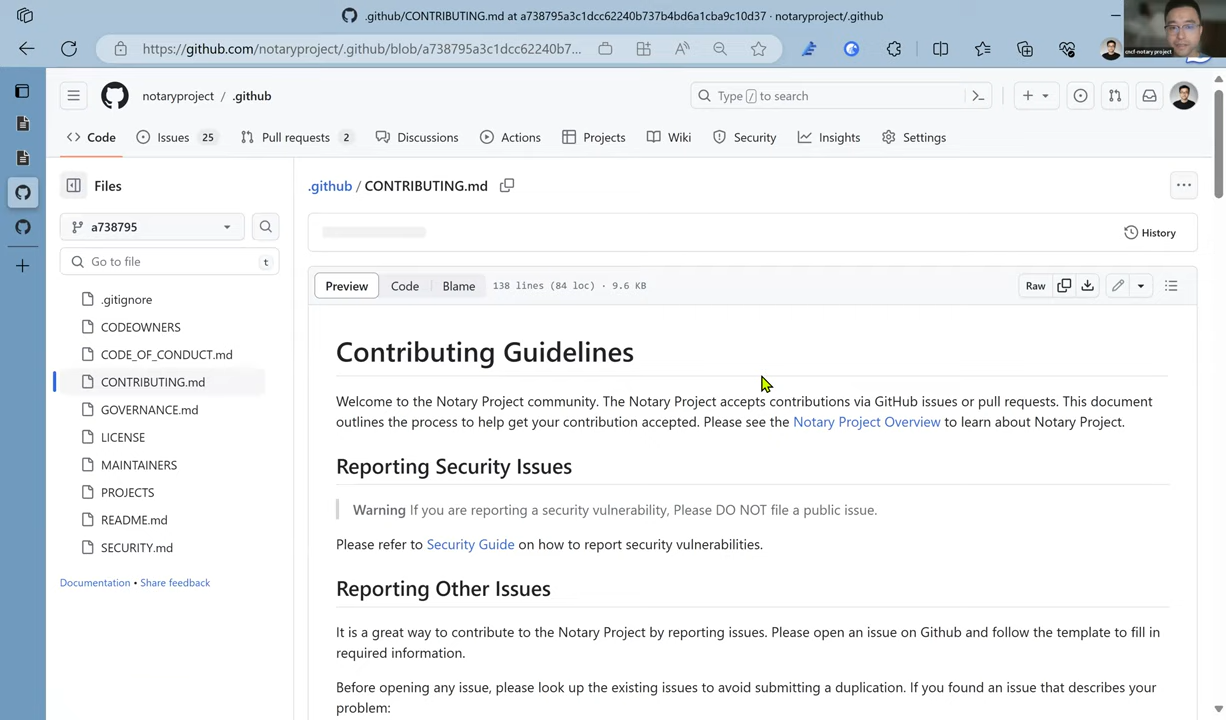 .github/CONTRIBUTING.md at a738795a3c1dcc62240b737b4bd6a1cba9c10d37 · notaryproject/.github
https://github.com/notaryproject/.github/blob/a738795a3c1dcc62240b7...
cncf-notary project
notaryproject / .github
Type / to search
Code
Issues 25
Pull requests 2
Discussions
Actions
Projects
Wiki
Security
Insights
Settings
Files
a738795
Go to file
t
.gitignore
CODEOWNERS
CODE_OF_CONDUCT.md
CONTRIBUTING.md
GOVERNANCE.md
LICENSE
MAINTAINERS
PROJECTS
README.md
SECURITY.md
Documentation • Share feedback
.github / CONTRIBUTING.md
History
Preview
Code
Blame
138 lines (84 loc) · 9.6 KB
Raw
Contributing Guidelines
Welcome to the Notary Project community. The Notary Project accepts contributions via GitHub issues or pull requests. This document
outlines the process to help get your contribution accepted. Please see the Notary Project Overview to learn about Notary Project.
Reporting Security Issues
Warning If you are reporting a security vulnerability, Please DO NOT file a public issue.
Please refer to Security Guide on how to report security vulnerabilities.
Reporting Other Issues
It is a great way to contribute to the Notary Project by reporting issues. Please open an issue on Github and follow the template to fill in
required information.
Before opening any issue, please look up the existing issues to avoid submitting a duplication. If you found an issue that describes your
problem: